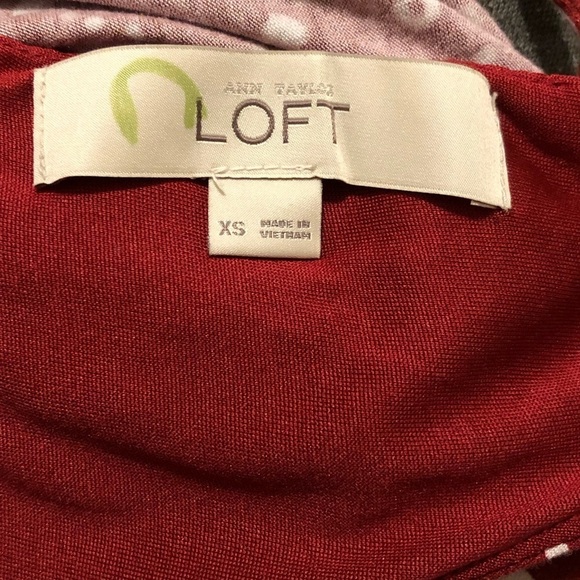 ANN TAYLOR
LOFT
XS
MADE IN
VIETNAM